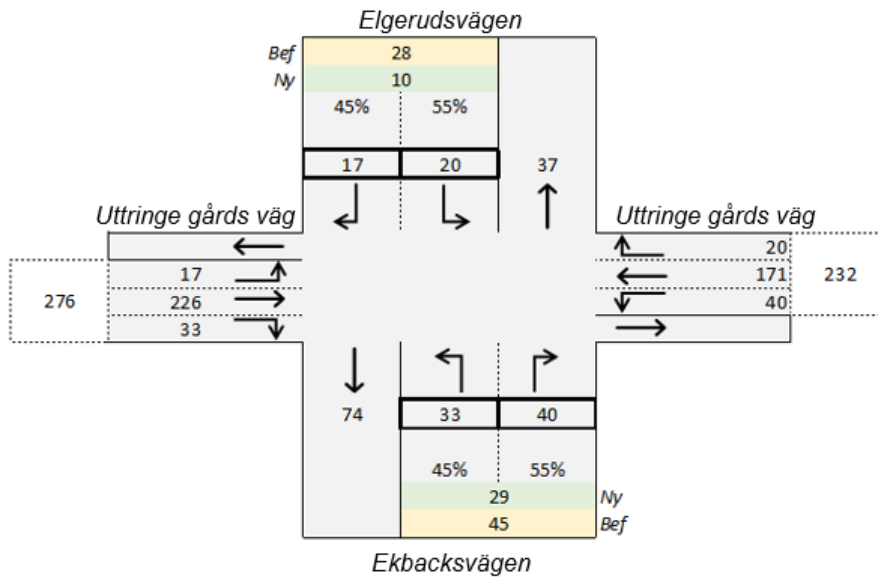 Elgerudsvägen
Bef 28
Ny 10
45% 55%
17 20 37
Uttringe gårds väg Uttringe gårds väg
20
17 171 232
276 226 40
33
74 33 40
45% 55%
29 Ny
45 Bef
Ekbacksvägen